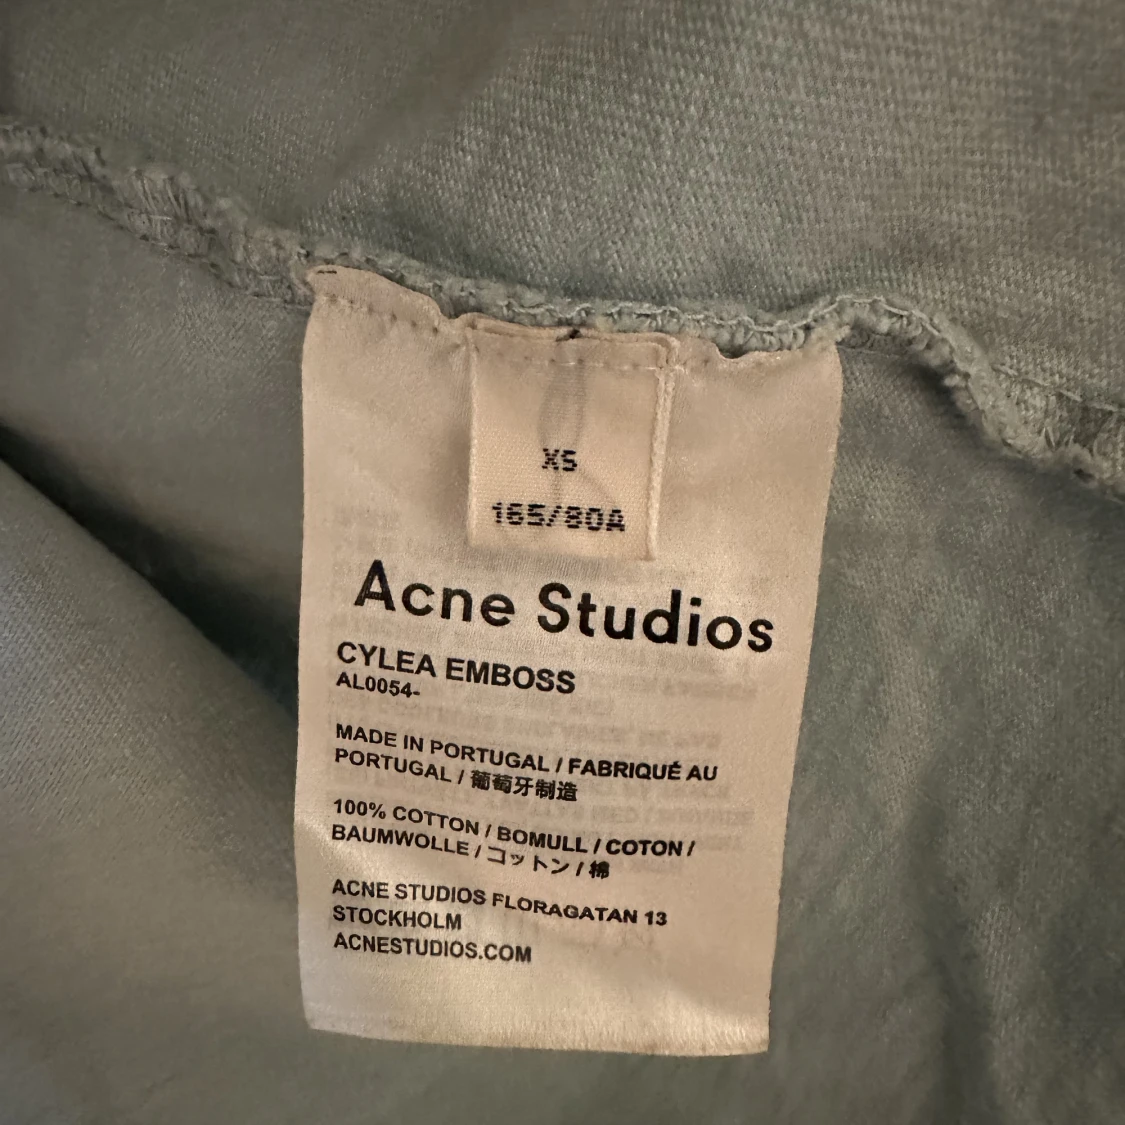 XS
165/80A
Acne Studios
CYLEA EMBOSS
AL0054-
MADE IN PORTUGAL / FABRIQUÉ AU
PORTUGAL / 葡萄牙制造
100% COTTON / BOMULL / COTON /
BAUMWOLLE / コットン / 棉
ACNE STUDIOS FLORAGATAN 13
STOCKHOLM
ACNESTUDIOS.COM